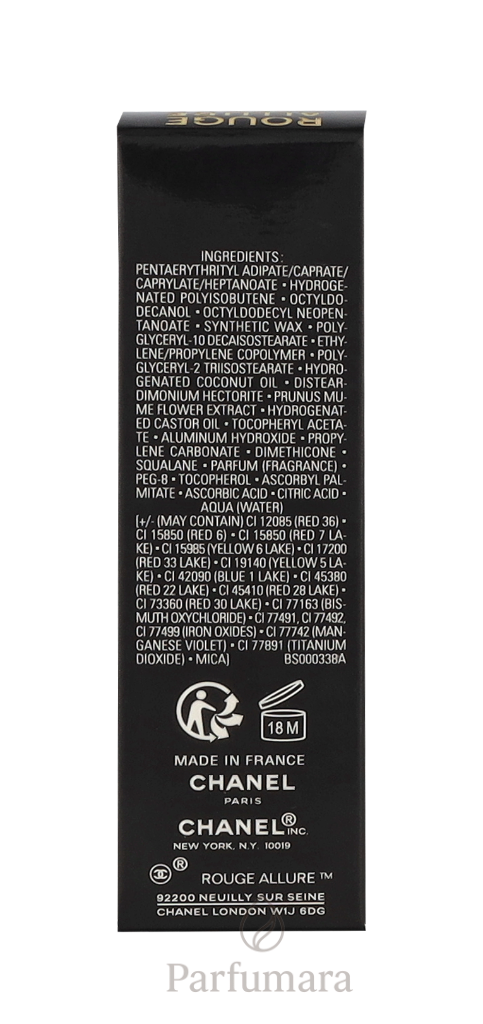 ROUGE
INGREDIENTS:
PENTAERYTHRITYL ADIPATE/CAPRATE/
CAPRYLATE/HEPTANOATE • HYDROGE-
NATED POLYISOBUTENE • OCTYLDO-
DECANOL • OCTYLDODECYL NEOPEN-
TANOATE • SYNTHETIC WAX • POLY-
GLYCERYL-10 DECAISOSTEARATE • ETHY-
LENE/PROPYLENE COPOLYMER • POLY-
GLYCERYL-2 TRIISOSTEARATE • HYDRO-
GENATED COCONUT OIL • DISTEAR-
DIMONIUM HECTORITE • PRUNUS MU-
ME FLOWER EXTRACT • HYDROGENAT-
ED CASTOR OIL • TOCOPHERYL ACETA-
TE • ALUMINUM HYDROXIDE • PROPY-
LENE CARBONATE • DIMETHICONE •
SQUALANE • PARFUM (FRAGRANCE) •
PEG-8 • TOCOPHEROL • ASCORBYL PAL-
MITATE • ASCORBIC ACID • CITRIC ACID •
AQUA (WATER)
[+/- (MAY CONTAIN) CI 12085 (RED 36) •
CI 15850 (RED 6) • CI 15850 (RED 7 LA-
KE) • CI 15985 (YELLOW 6 LAKE) • CI 17200
(RED 33 LAKE) • CI 19140 (YELLOW 5 LA-
KE) • CI 42090 (BLUE 1 LAKE) • CI 45380
(RED 22 LAKE) • CI 45410 (RED 28 LAKE) •
CI 73360 (RED 30 LAKE) • CI 77163 (BIS-
MUTH OXYCHLORIDE) • CI 77491, CI 77492,
CI 77499 (IRON OXIDES) • CI 77742 (MAN-
GANESE VIOLET) • CI 77891 (TITANIUM
DIOXIDE) • MICA] BS000338A
18 M
MADE IN FRANCE
CHANEL
PARIS
CHANEL® INC.
NEW YORK, N.Y. 10019
® ROUGE ALLURE ™
92200 NEUILLY SUR SEINE
CHANEL LONDON W1J 6DG
Parfumara